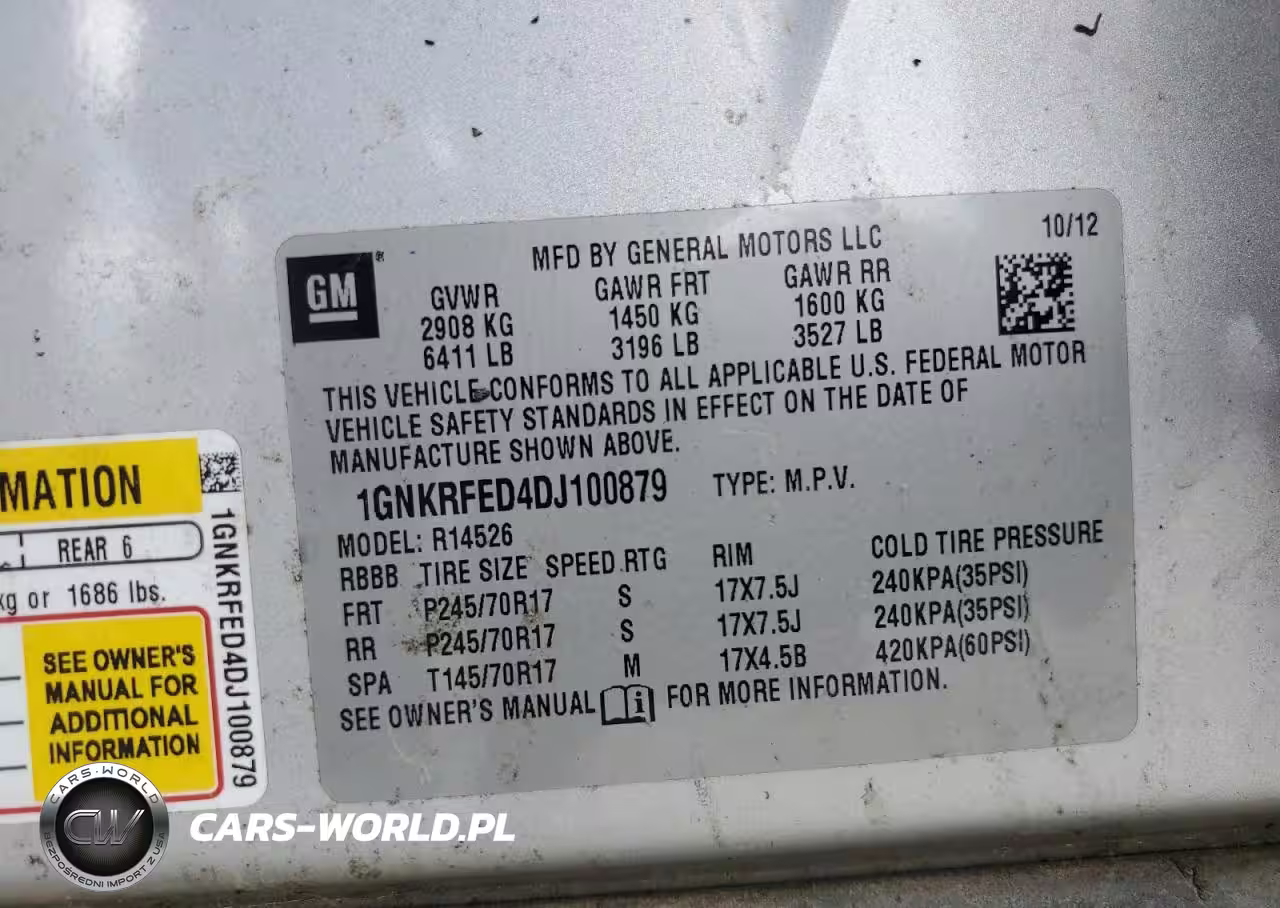 MFD BY GENERAL MOTORS LLC 10/12
GM®
GVWR GAWR FRT GAWR RR
2908 KG 1450 KG 1600 KG
6411 LB 3196 LB 3527 LB
THIS VEHICLE CONFORMS TO ALL APPLICABLE U.S. FEDERAL MOTOR
VEHICLE SAFETY STANDARDS IN EFFECT ON THE DATE OF
MANUFACTURE SHOWN ABOVE.
1GNKRFED4DJ100879 TYPE: M.P.V.
MODEL: R14526
RBBB TIRE SIZE SPEED RTG RIM COLD TIRE PRESSURE
FRT P245/70R17 S 17X7.5J 240KPA(35PSI)
RR P245/70R17 S 17X7.5J 240KPA(35PSI)
SPA T145/70R17 M 17X4.5B 420KPA(60PSI)
SEE OWNER'S MANUAL i FOR MORE INFORMATION.
MATION
REAR 6
kg or 1686 lbs.
SEE OWNER'S
MANUAL FOR
ADDITIONAL
INFORMATION
1GNKRFED4DJ100879
CARS-WORLD
CW
BEZPOŚREDNI IMPORT Z USA
CARS-WORLD.PL